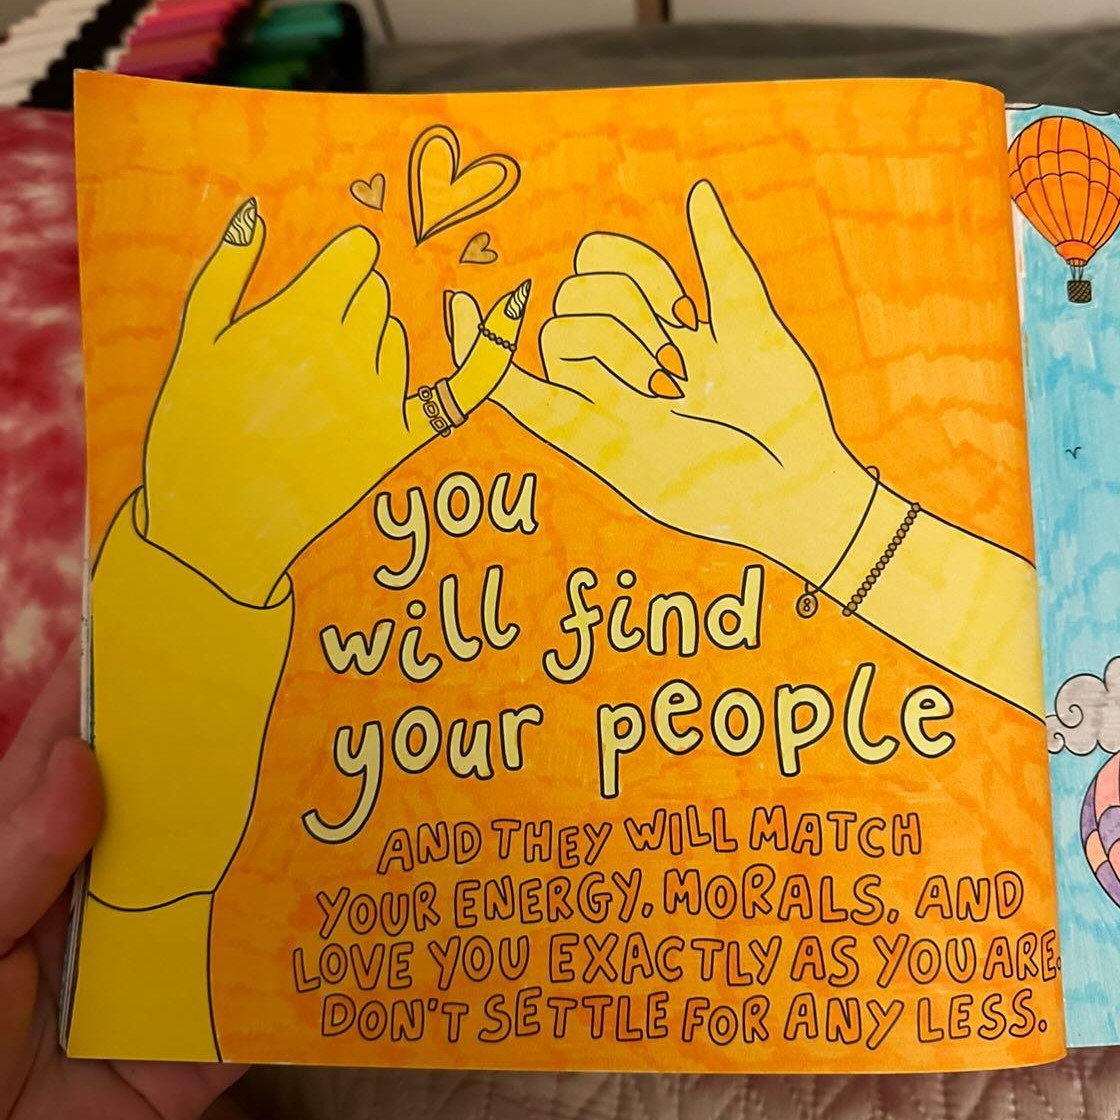 you
will find
your people
AND THEY WILL MATCH
YOUR ENERGY, MORALS, AND
LOVE YOU EXACTLY AS YOU ARE.
DON'T SETTLE FOR ANY LESS.